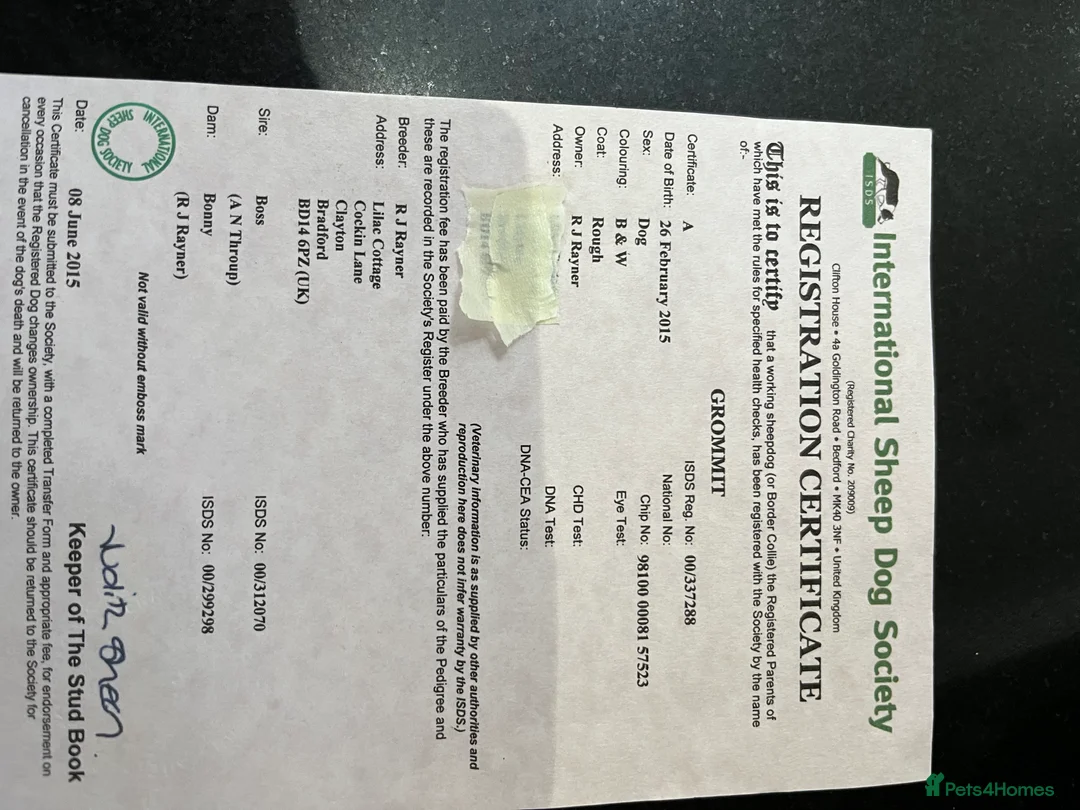 ISDS
International Sheep Dog Society
(Registered Charity No. 209009)
Clifton House • 4a Goldington Road • Bedford • MK40 3NF • United Kingdom
REGISTRATION CERTIFICATE
This is to certify that a working sheepdog (or Border Collie) the Registered Parents of
which have met the rules for specified health checks, has been registered with the Society by the name
of:-
GROMMIT
Certificate: A ISDS Reg. No: 00/337288
Date of Birth: 26 February 2015 National No:
Sex: Dog Chip No: 98100 00081 57523
Colouring: B & W Eye Test:
Coat: Rough
Owner: R J Rayner CHD Test:
Address: DNA Test:
DNA-CEA Status:
(Veterinary Information is as supplied by other authorities and
reproduction here does not infer warranty by the ISDS.)
The registration fee has been paid by the Breeder who has supplied the particulars of the Pedigree and
these are recorded in the Society's Register under the above number:
Breeder: R J Rayner
Address: Lilac Cottage
Cockin Lane
Clayton
Bradford
BD14 6PZ (UK)
Sire: Boss ISDS No: 00/312070
(A N Throup)
Dam: Bonny ISDS No: 00/299298
(R J Rayner)
INTERNATIONAL SHEEP DOG SOCIETY
Not valid without emboss mark
Judith Green
Date: 08 June 2015 Keeper of The Stud Book
This Certificate must be submitted to the Society, with a completed Transfer Form and appropriate fee, for endorsement on
every occasion that the Registered Dog changes ownership. This certificate should be returned to the Society for
cancellation in the event of the dog's death and will be returned to the owner.
Pets4Homes